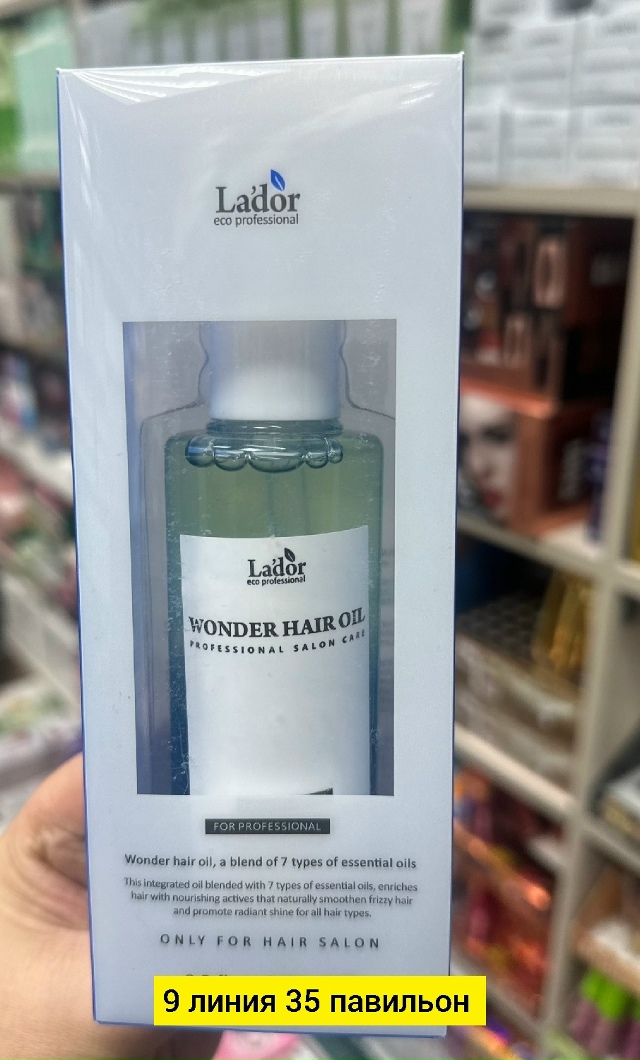 La'dor
eco professional
La'dor
eco professional
WONDER HAIR OIL
PROFESSIONAL SALON CARE
FOR PROFESSIONAL
Wonder hair oil, a blend of 7 types of essential oils
This integrated oil blended with 7 types of essential oils, enriches
hair with nourishing actives that naturally smoothen frizzy hair
and promote radiant shine for all hair types.
ONLY FOR HAIR SALON
9 линия 35 павильон